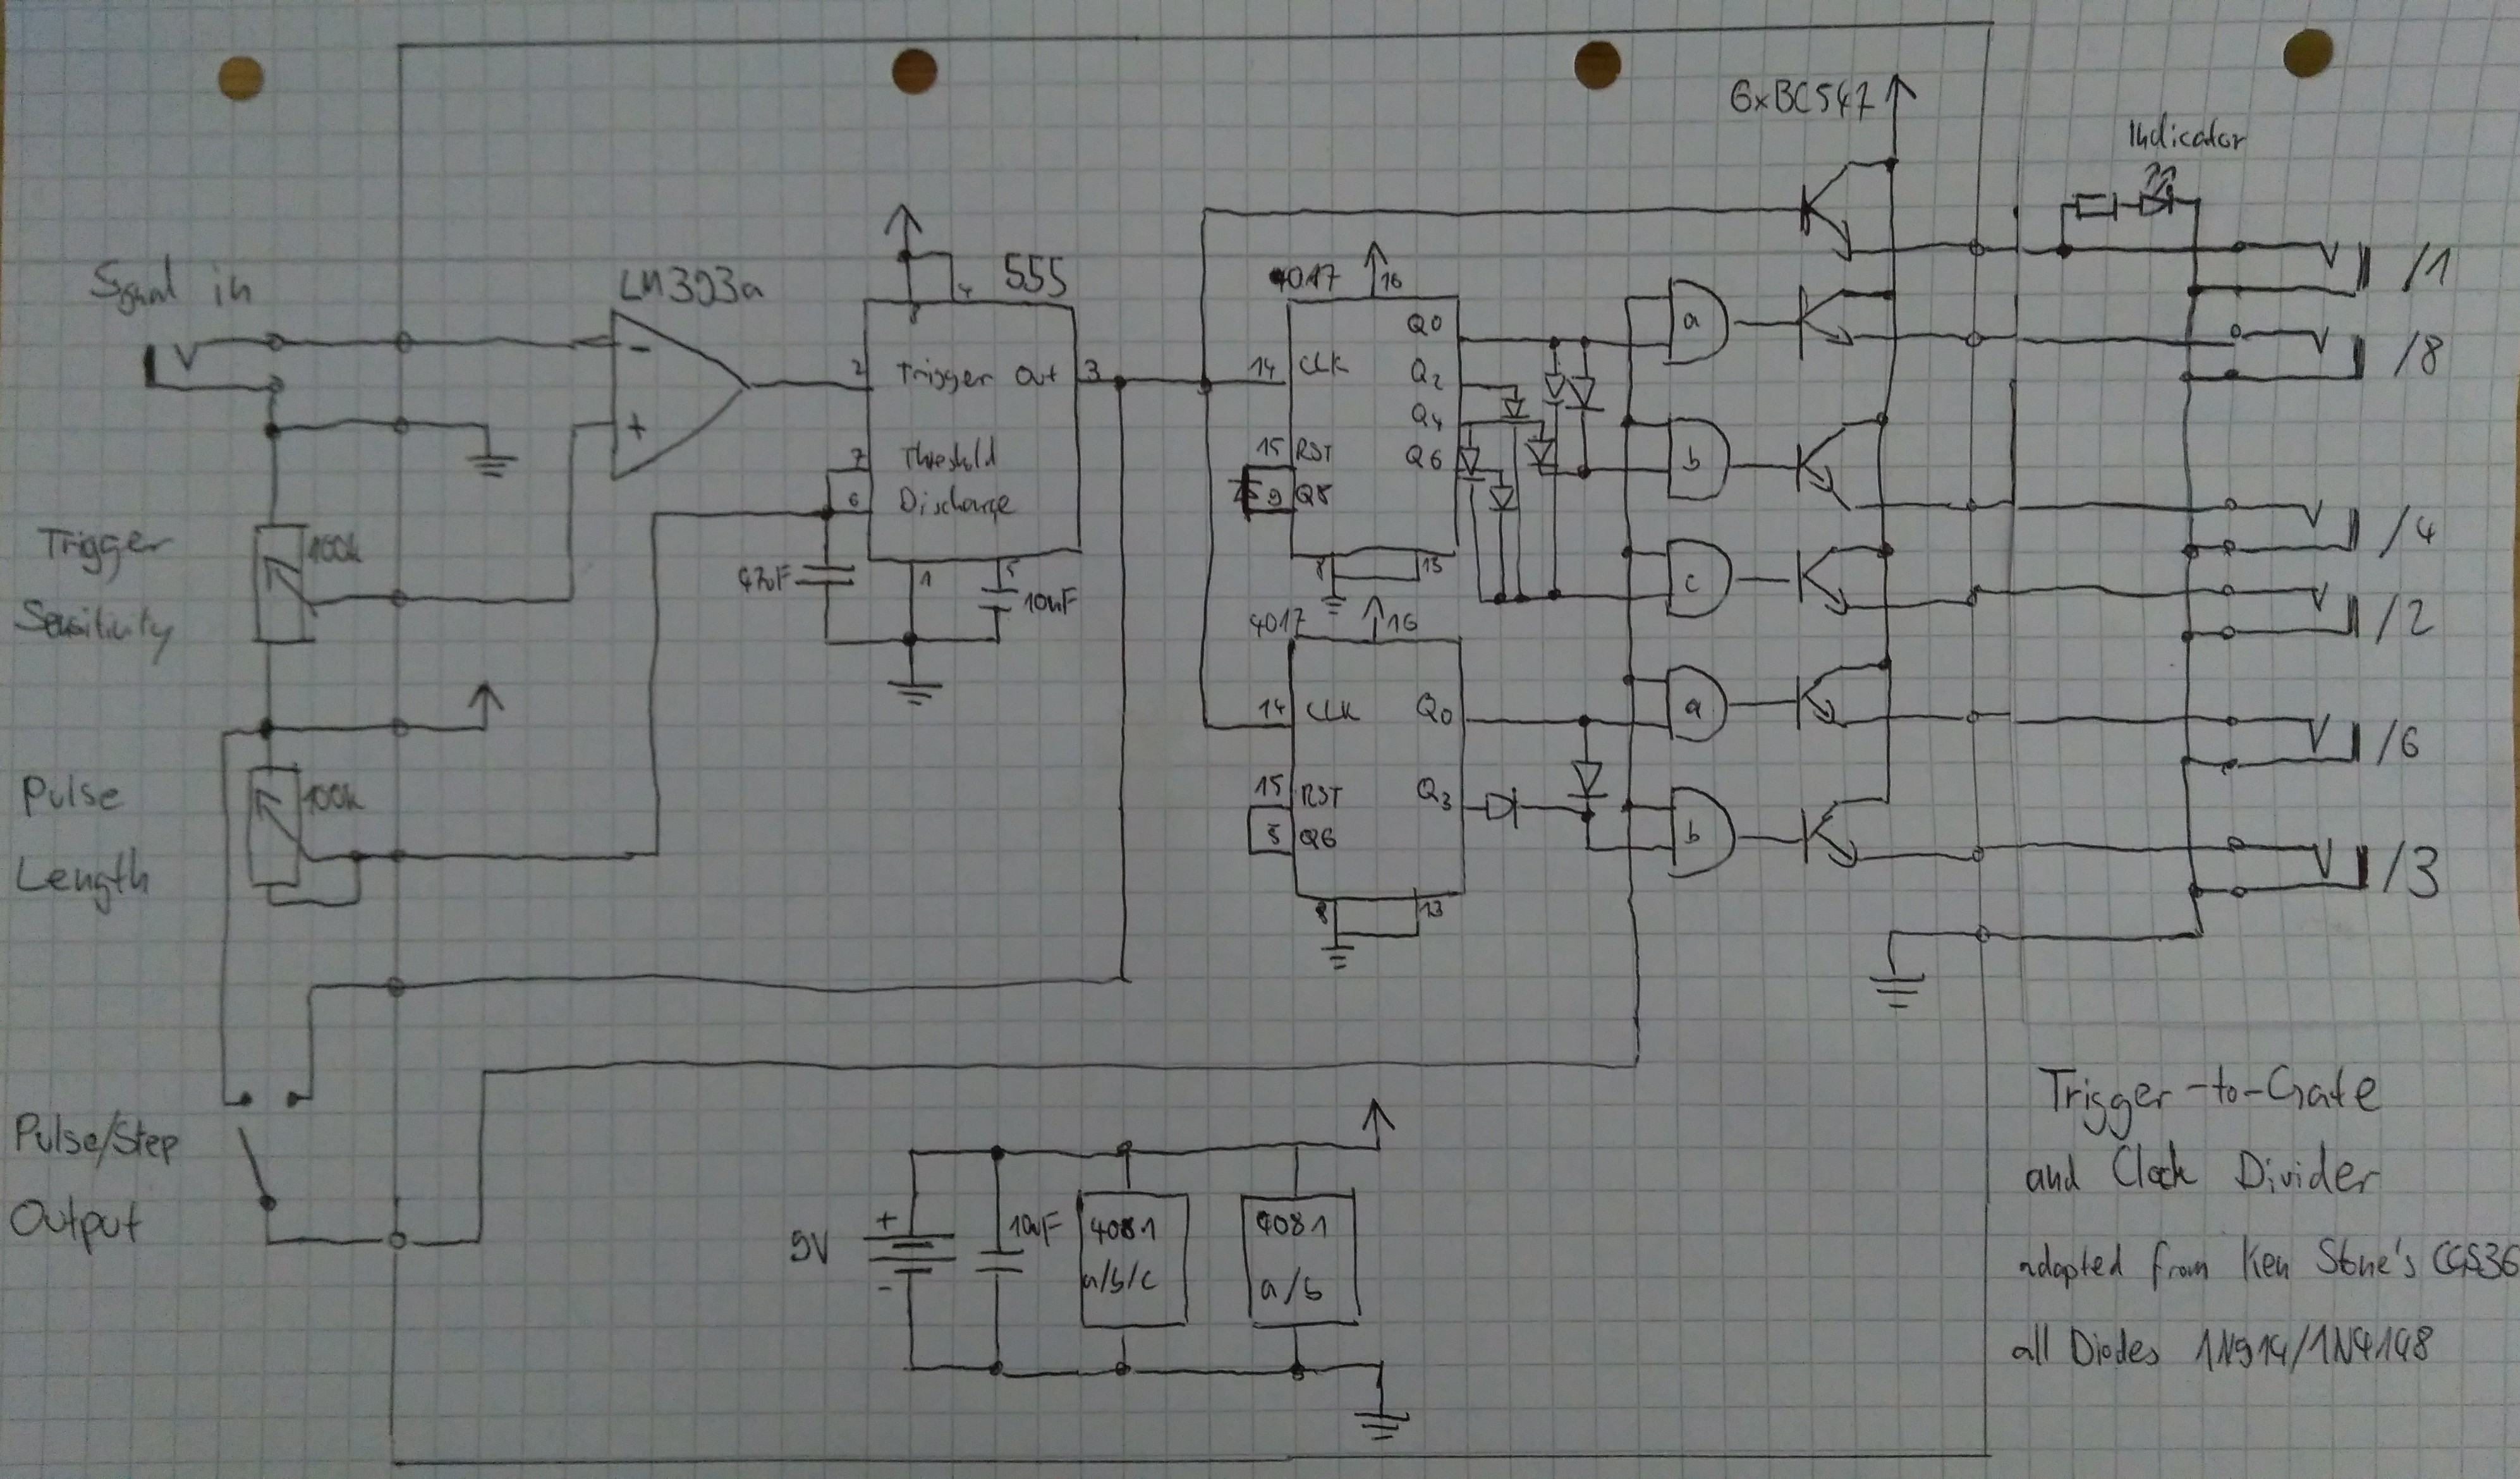 6xBC547
Indicator
Signal in
LM393a
555
4
8
4017
16
/1
-
+
2
Trigger
Out
3
14
CLK
Q0
Q2
Q4
Q6
a
/8
7
Threshold
6
Discharge
15
RST
9
Q8
b
/4
Trigger
Sensitivity
100k
47uF
1
5
10nF
8
13
c
/2
4017
16
14
CLK
Q0
a
/6
Pulse
Length
100k
15
RST
5
Q6
Q3
b
/3
8
13
Pulse/Step
Output
9V
+
-
10uF
4081
a/b/c
4081
a/b
Trigger-to-Gate
and Clock Divider
adapted from Ken Stone's CGS36
all Diodes 1N914/1N4148